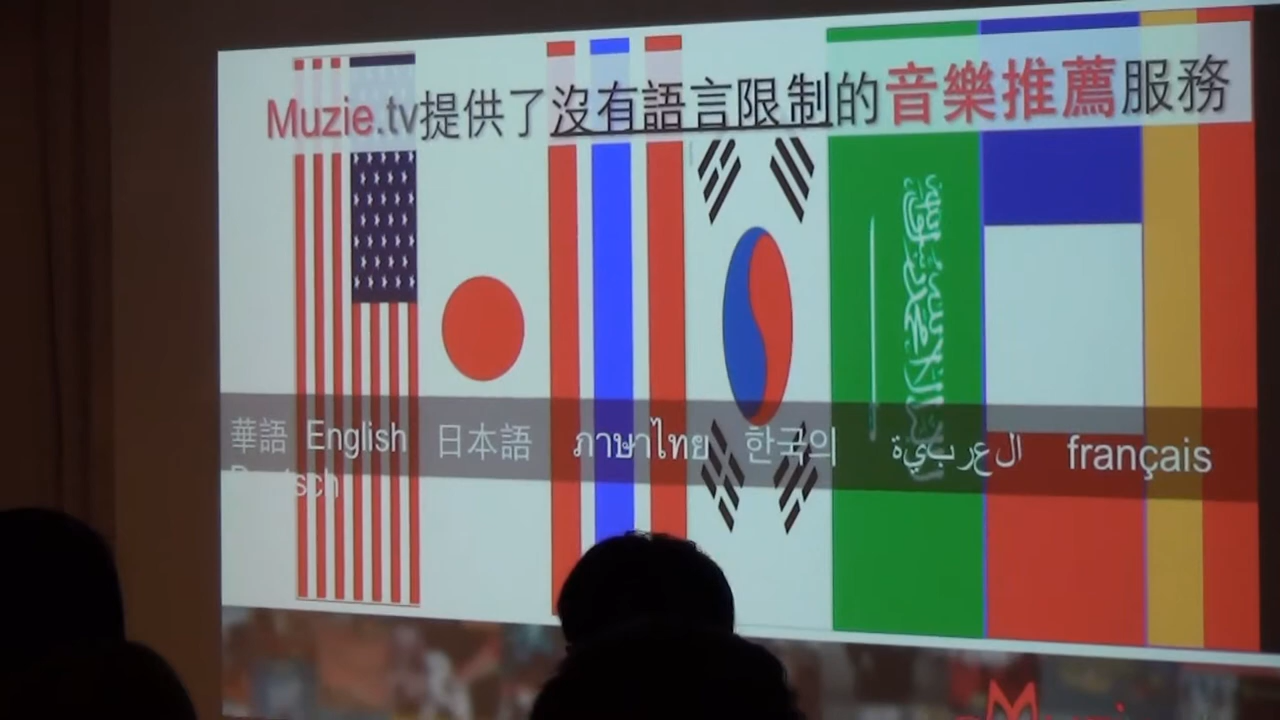 Muzie.tv提供了沒有語言限制的音樂推薦服務
華語 English 日本語 ภาษาไทย 한국의 العربية français
Deutsch